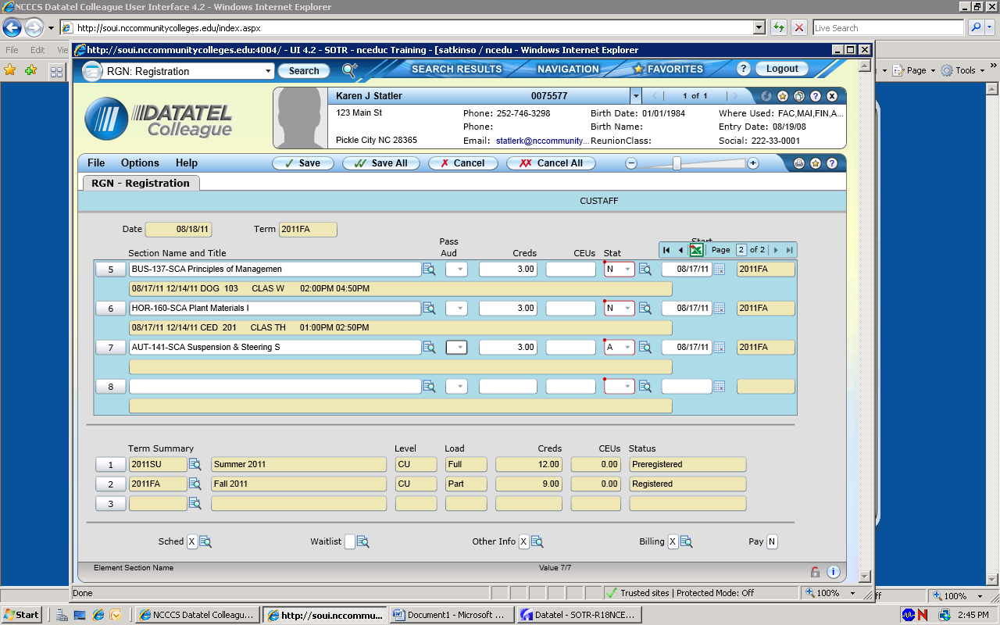 NCCCS Datatel Colleague User Interface 4.2 - Windows Internet Explorer
http://soui.nccommunitycolleges.edu/index.aspx
Live Search
File Edit Vie
Page Tools
http://soui.nccommunitycolleges.edu:4004/ - UI 4.2 - SOTR - nceduc Training - [satkinso / ncedu - Windows Internet Explorer
RGN: Registration Search SEARCH RESULTS NAVIGATION FAVORITES ? Logout
DATATEL
Colleague
Karen J Statler 0075577 1 of 1
123 Main St Phone: 252-746-3298 Birth Date: 01/01/1984 Where Used: FAC,MAI,FIN,A...
Phone: Birth Name: Entry Date: 08/19/08
Pickle City NC 28365 Email: statlerk@nccommunity... ReunionClass: Social: 222-33-0001
File Options Help Save Save All Cancel Cancel All
RGN - Registration
CUSTAFF
Date 08/18/11 Term 2011FA
Pass Start
Section Name and Title Aud Creds CEUs Stat Page 2 of 2
5 BUS-137-SCA Principles of Managemen 3.00 N 08/17/11 2011FA
08/17/11 12/14/11 DOG 103 CLAS W 02:00PM 04:50PM
6 HOR-160-SCA Plant Materials I 3.00 N 08/17/11 2011FA
08/17/11 12/14/11 CED 201 CLAS TH 01:00PM 02:50PM
7 AUT-141-SCA Suspension & Steering S 3.00 A 08/17/11 2011FA
8
Term Summary Level Load Creds CEUs Status
1 2011SU Summer 2011 CU Full 12.00 0.00 Preregistered
2 2011FA Fall 2011 CU Part 9.00 0.00 Registered
3
Sched X Waitlist Other Info X Billing X Pay N
Element Section Name Value 7/7
Done Trusted sites | Protected Mode: Off 100%
ff 100%
Start NCCCS Datatel Colleagu... http://soui.nccommu... Document1 - Microsoft ... Datatel - SOTR-R18NCE... 2:45 PM